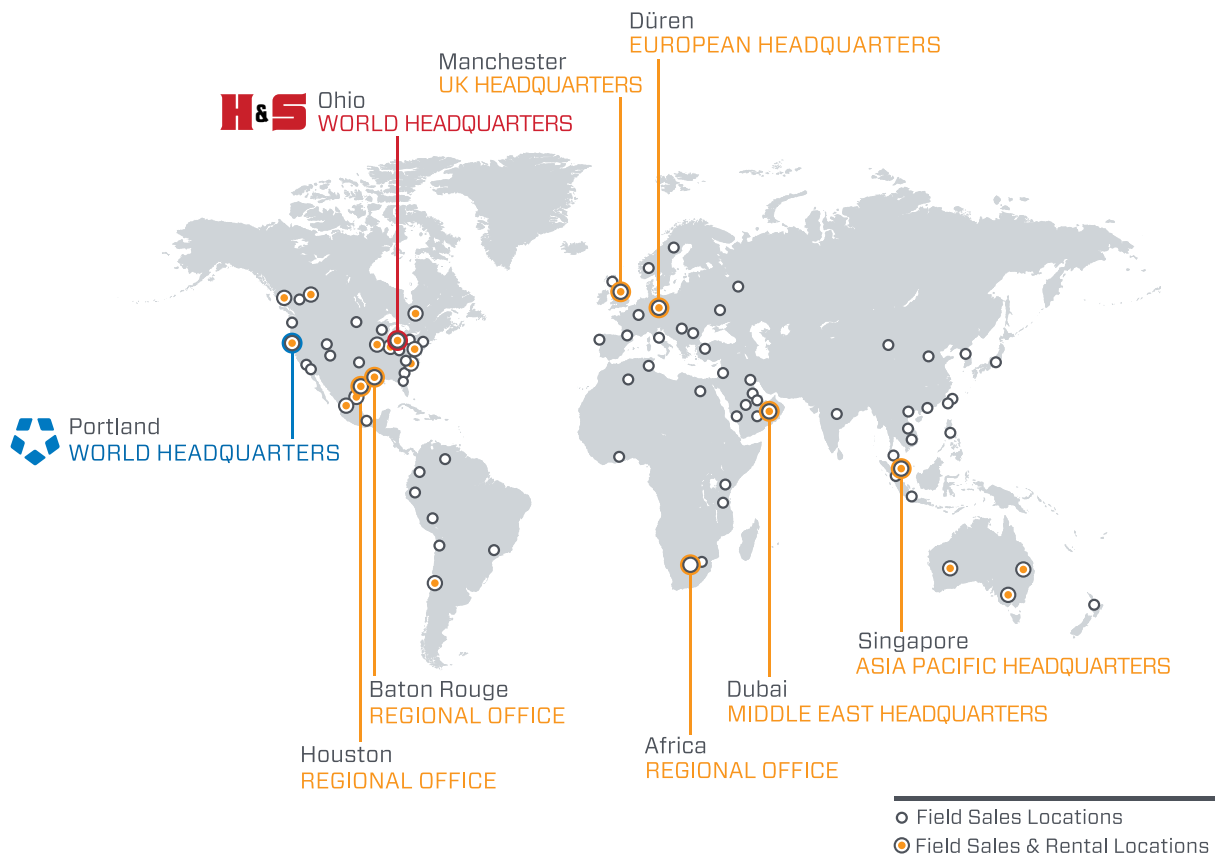 Düren
EUROPEAN HEADQUARTERS
Manchester
UK HEADQUARTERS
H&S
Ohio
WORLD HEADQUARTERS
Portland
WORLD HEADQUARTERS
Singapore
ASIA PACIFIC HEADQUARTERS
Baton Rouge
REGIONAL OFFICE
Dubai
MIDDLE EAST HEADQUARTERS
Africa
REGIONAL OFFICE
Houston
REGIONAL OFFICE
Field Sales Locations
Field Sales & Rental Locations